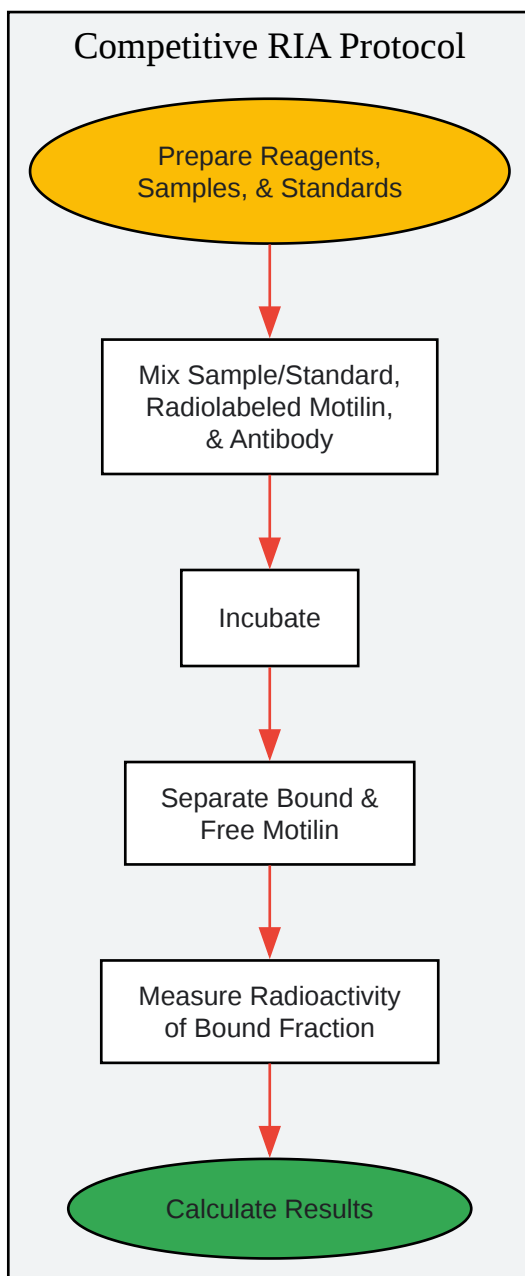 Competitive RIA Protocol
Prepare Reagents,
Samples, & Standards
Mix Sample/Standard,
Radiolabeled Motilin,
& Antibody
Incubate
Separate Bound &
Free Motilin
Measure Radioactivity
of Bound Fraction
Calculate Results